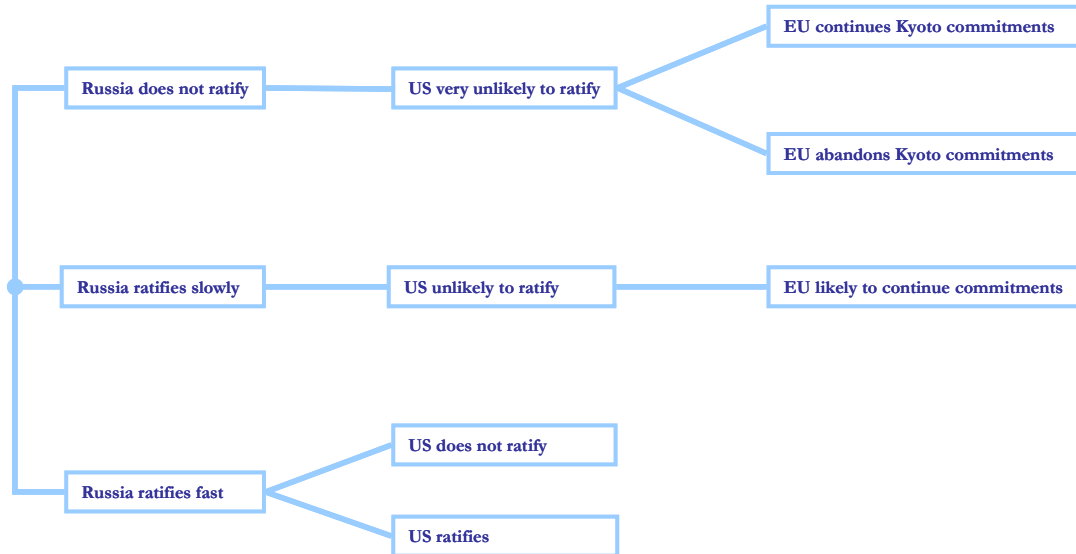 EU continues Kyoto commitments
Russia does not ratify
US very unlikely to ratify
EU abandons Kyoto commitments
Russia ratifies slowly
US unlikely to ratify
EU likely to continue commitments
US does not ratify
Russia ratifies fast
US ratifies